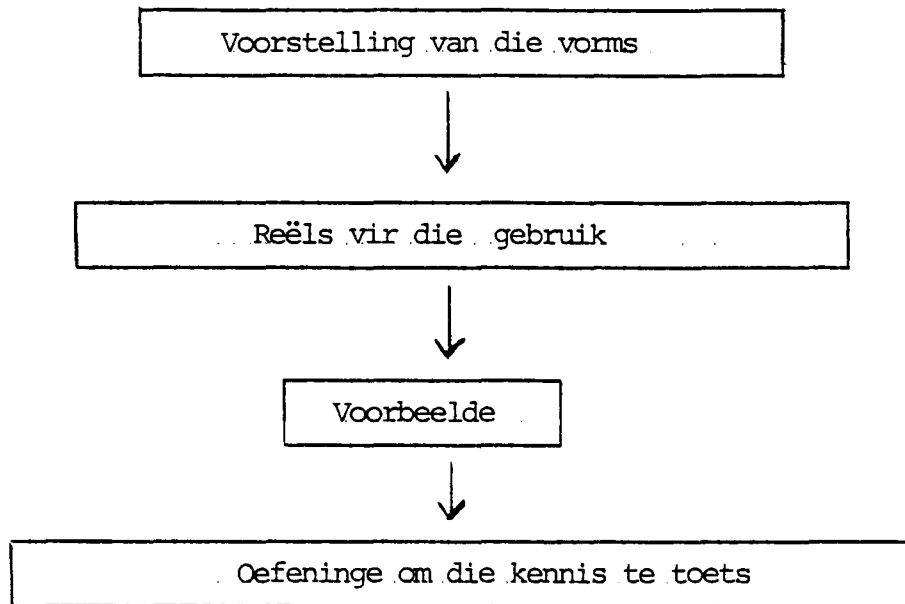 Voorstelling van die vorms
Reëls vir die gebruik
Voorbeelde
Oefeninge om die kennis te toets